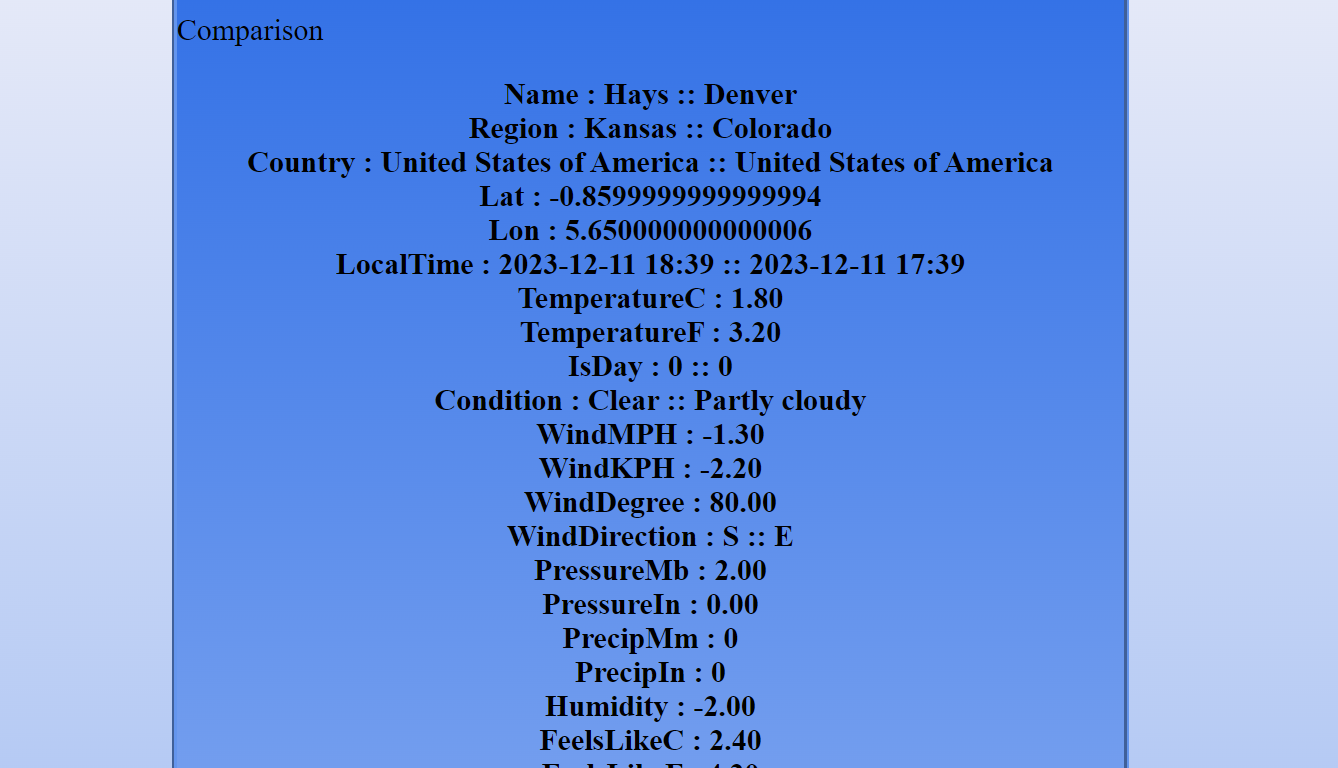 Comparison
Name : Hays :: Denver
Region : Kansas :: Colorado
Country : United States of America :: United States of America
Lat : -0.8599999999999994
Lon : 5.650000000000006
LocalTime : 2023-12-11 18:39 :: 2023-12-11 17:39
TemperatureC : 1.80
TemperatureF : 3.20
IsDay : 0 :: 0
Condition : Clear :: Partly cloudy
WindMPH : -1.30
WindKPH : -2.20
WindDegree : 80.00
WindDirection : S :: E
PressureMb : 2.00
PressureIn : 0.00
PrecipMm : 0
PrecipIn : 0
Humidity : -2.00
FeelsLikeC : 2.40